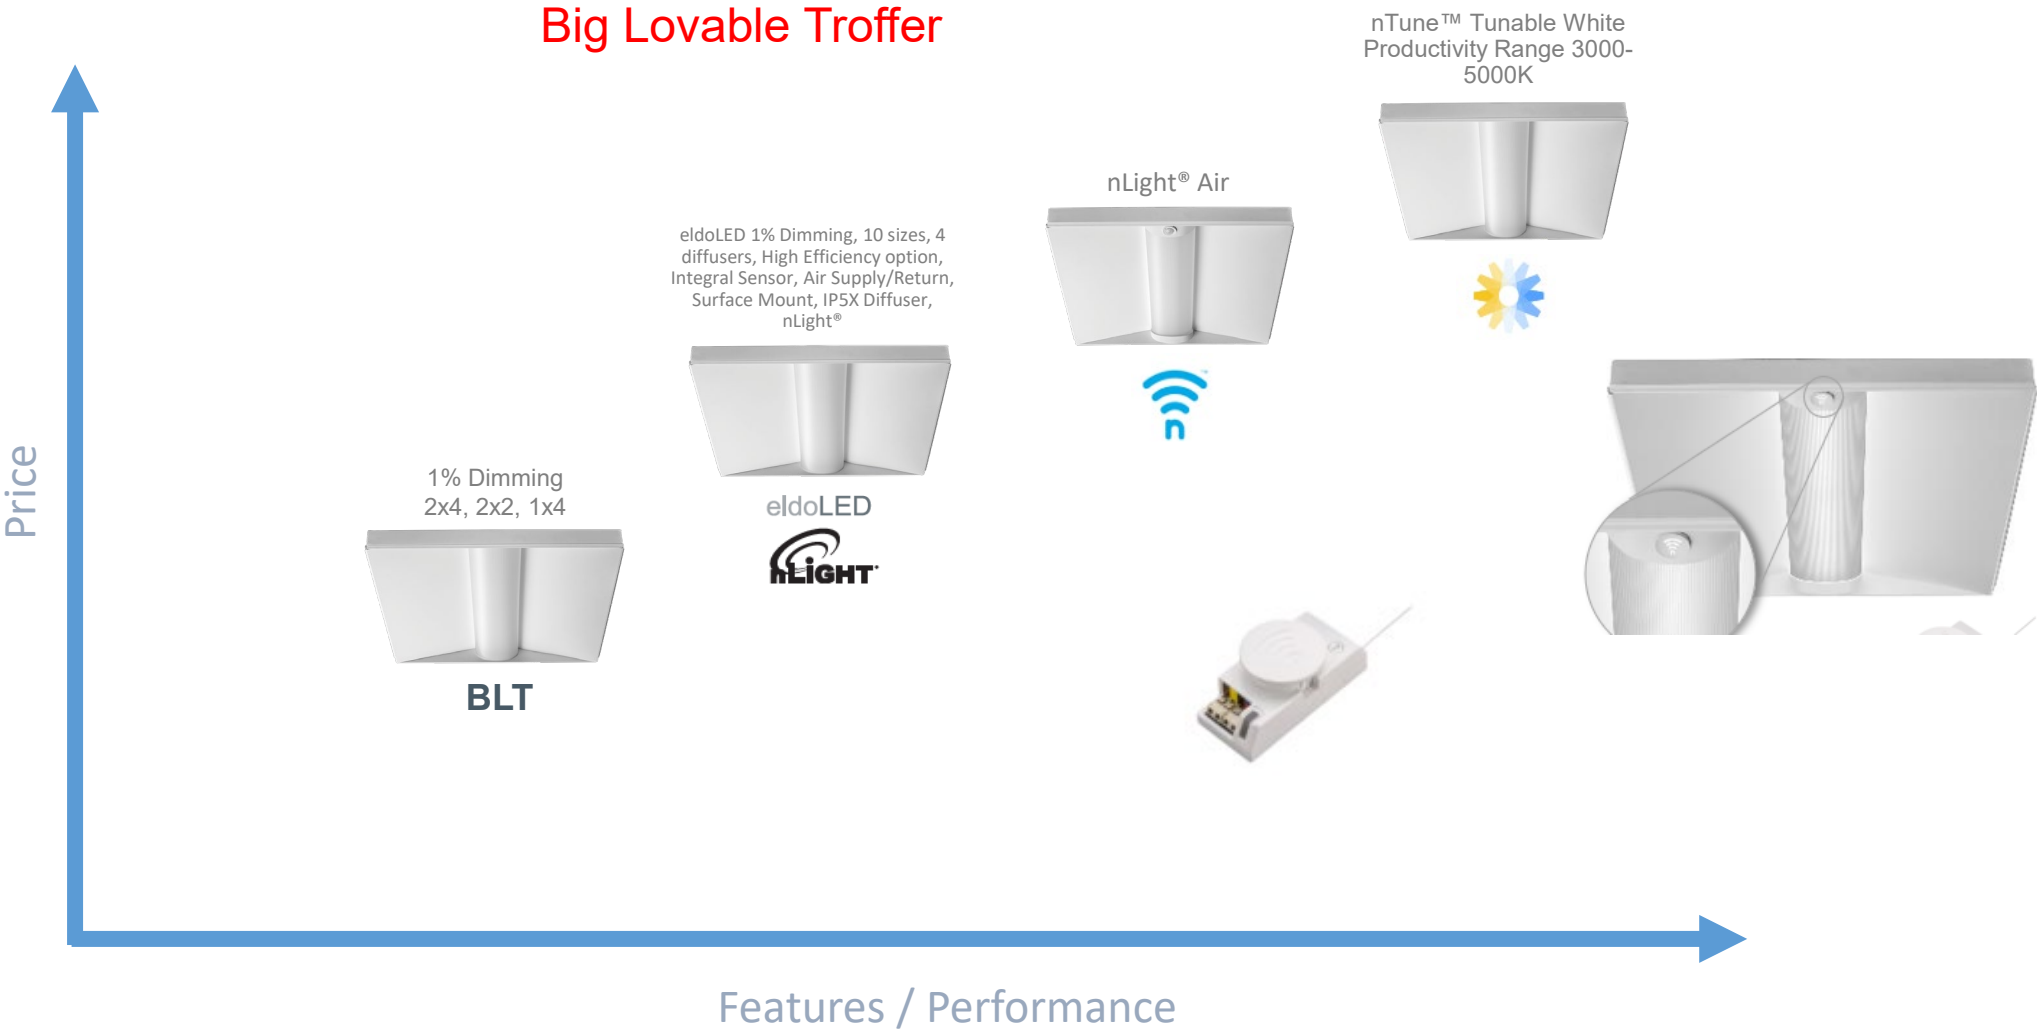 Big Lovable Troffer
nTune™ Tunable White
Productivity Range 3000-
5000K
nLight® Air
eldoLED 1% Dimming, 10 sizes, 4
diffusers, High Efficiency option,
Integral Sensor, Air Supply/Return,
Surface Mount, IP5X Diffuser,
nLight®
n
1% Dimming
2x4, 2x2, 1x4
eldoLED
nLIGHT
BLT
Price
Features / Performance